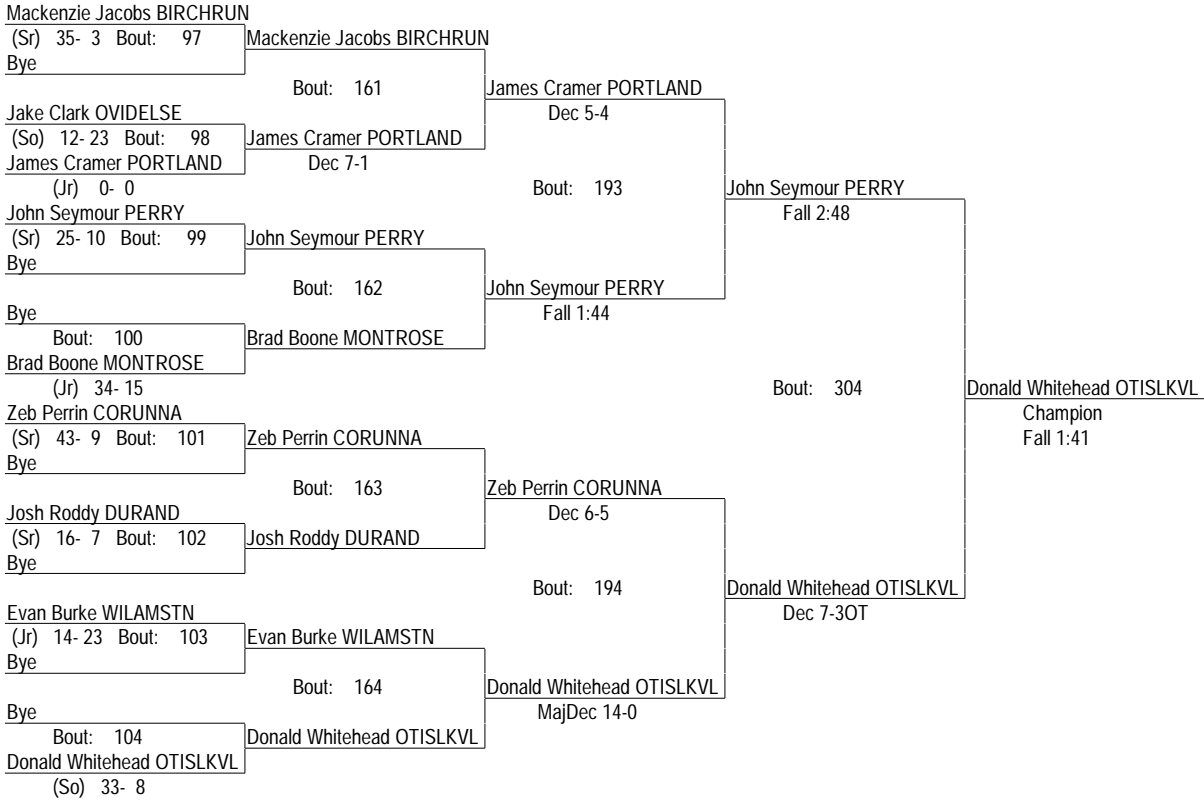 Mackenzie Jacobs BIRCHRUN
(Sr) 35- 3 Bout: 97 Mackenzie Jacobs BIRCHRUN
Bye
Bout: 161 James Cramer PORTLAND
Jake Clark OVIDELSE Dec 5-4
(So) 12- 23 Bout: 98 James Cramer PORTLAND
James Cramer PORTLAND Dec 7-1
(Jr) 0- 0 Bout: 193 John Seymour PERRY
John Seymour PERRY Fall 2:48
(Sr) 25- 10 Bout: 99 John Seymour PERRY
Bye
Bout: 162 John Seymour PERRY
Bye Fall 1:44
Bout: 100 Brad Boone MONTROSE
Brad Boone MONTROSE
(Jr) 34- 15 Bout: 304 Donald Whitehead OTISLKVL
Zeb Perrin CORUNNA Champion
(Sr) 43- 9 Bout: 101 Zeb Perrin CORUNNA Fall 1:41
Bye
Bout: 163 Zeb Perrin CORUNNA
Josh Roddy DURAND Dec 6-5
(Sr) 16- 7 Bout: 102 Josh Roddy DURAND
Bye
Bout: 194 Donald Whitehead OTISLKVL
Evan Burke WILAMSTN Dec 7-3OT
(Jr) 14- 23 Bout: 103 Evan Burke WILAMSTN
Bye
Bout: 164 Donald Whitehead OTISLKVL
Bye MajDec 14-0
Bout: 104 Donald Whitehead OTISLKVL
Donald Whitehead OTISLKVL
(So) 33- 8